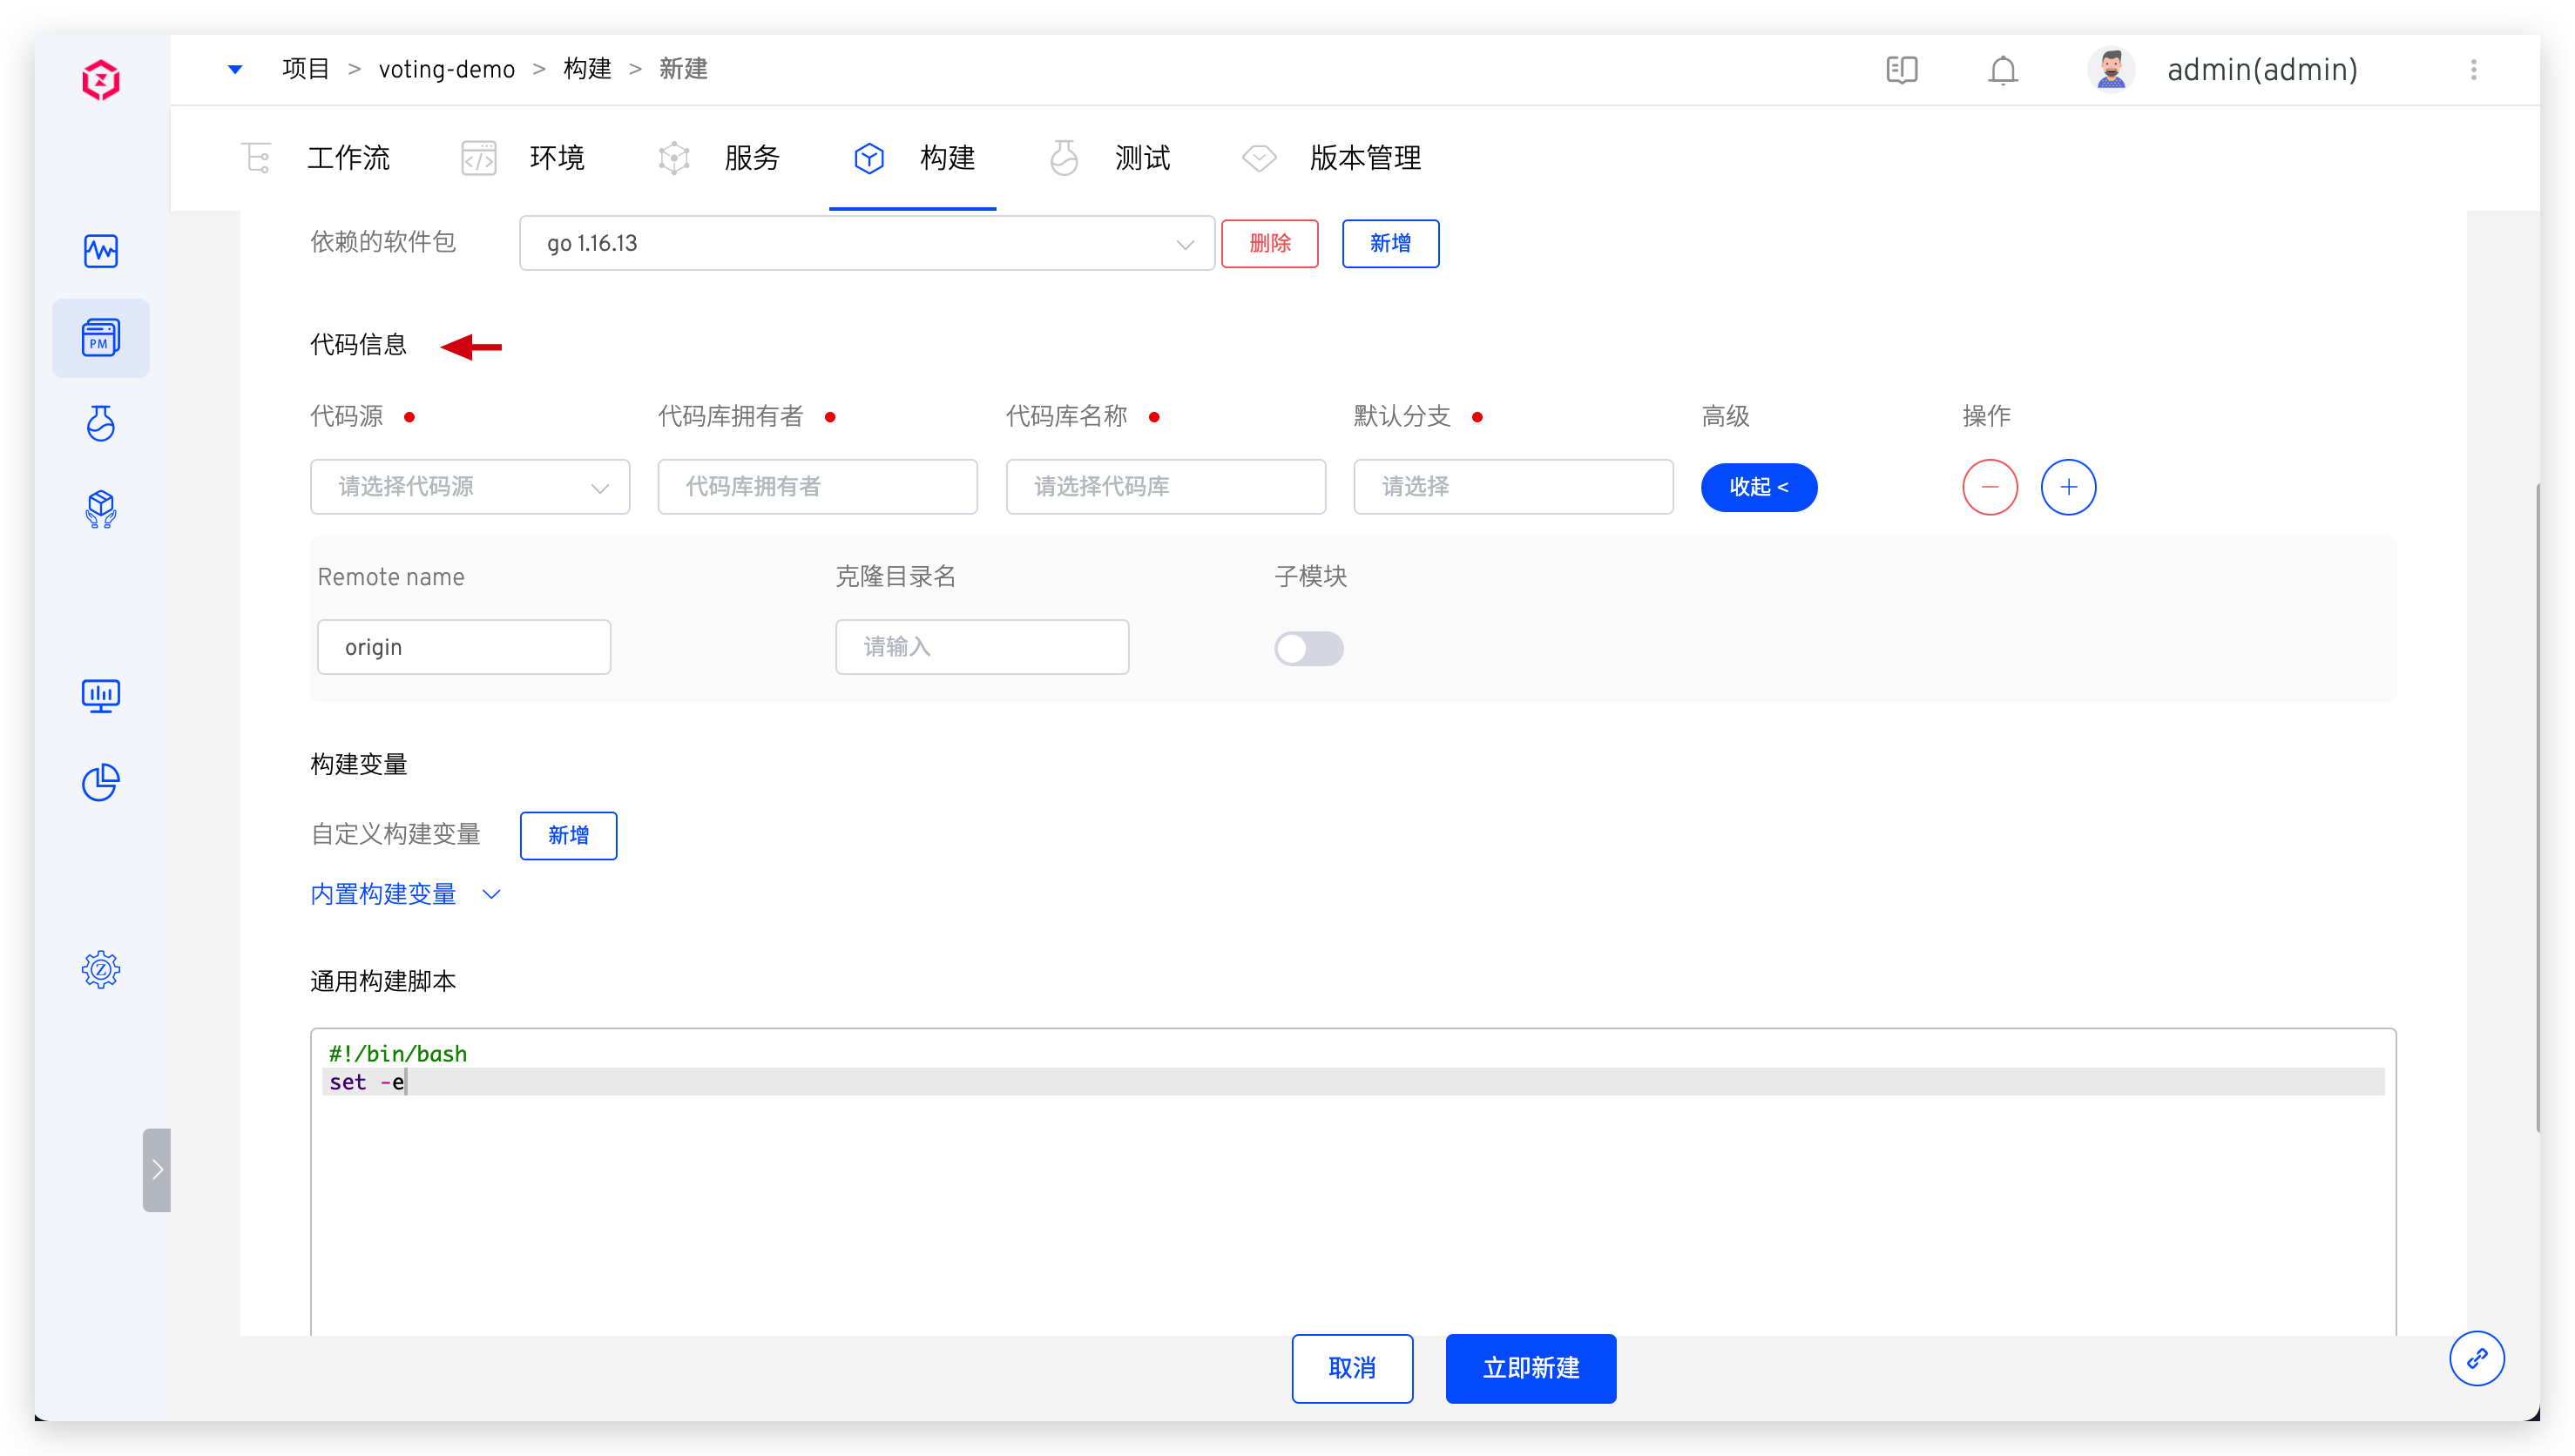 项目 > voting-demo > 构建 > 新建
admin(admin)
工作流 环境 服务 构建 测试 版本管理
依赖的软件包 go 1.16.13 删除 新增
PM
代码信息
代码源 代码库拥有者 代码库名称 默认分支 高级 操作
请选择代码源 代码库拥有者 请选择代码库 请选择 收起 <
Remote name 克隆目录名 子模块
origin 请输入
构建变量
自定义构建变量 新增
内置构建变量
通用构建脚本
#!/bin/bash
set -e
取消 立即新建